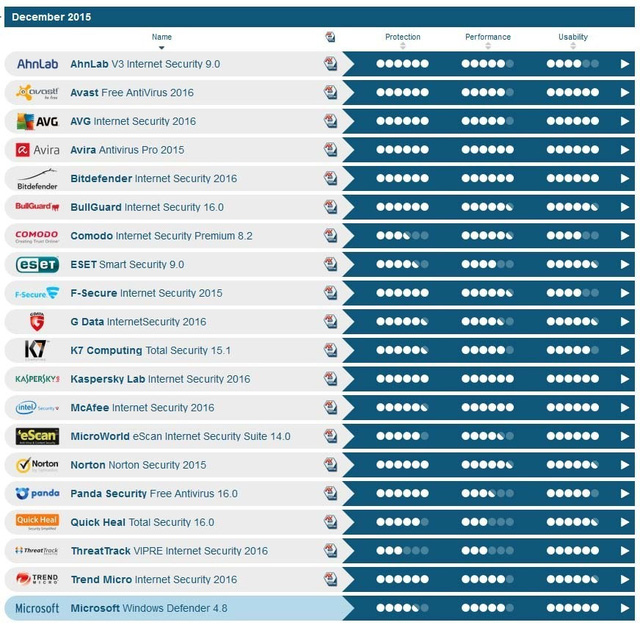 December 2015
Name Protection Performance Usability
AhnLab AhnLab V3 Internet Security 9.0
avast! Avast Free AntiVirus 2016
be free
AVG AVG Internet Security 2016
Avira Avira Antivirus Pro 2015
Bitdefender Bitdefender Internet Security 2016
BullGuard BullGuard Internet Security 16.0
COMODO Comodo Internet Security Premium 8.2
Creating Trust Online
eset ESET Smart Security 9.0
F-Secure F-Secure Internet Security 2015
G Data InternetSecurity 2016
K7 K7 Computing Total Security 15.1
KASPERSKY Kaspersky Lab Internet Security 2016
intel Security McAfee Internet Security 2016
eScan MicroWorld eScan Internet Security Suite 14.0
Norton Norton Norton Security 2015
panda Panda Security Free Antivirus 16.0
Quick Heal Quick Heal Total Security 16.0
ThreatTrack ThreatTrack VIPRE Internet Security 2016
TREND MICRO Trend Micro Internet Security 2016
Microsoft Microsoft Windows Defender 4.8